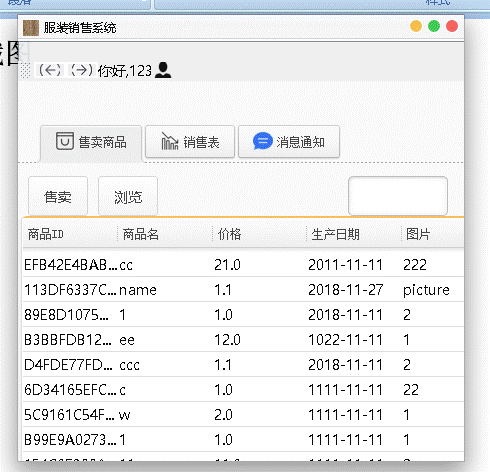 样式
服装销售系统
你好,123
售卖商品 销售表 消息通知
售卖 浏览
商品ID 商品名 价格 生产日期 图片
EFB42E4BAB... cc 21.0 2011-11-11 222
113DF6337C... name 1.1 2018-11-27 picture
89E8D1075... 1 1.0 2018-11-11 2
B3BBFDB12... ee 12.0 1022-11-11 1
D4FDE77FD... ccc 1.1 2018-11-11 2
6D34165EFC... c 1.0 1111-11-11 22
5C9161C54F... w 2.0 1111-11-11 1
B99E9A0273... 1 1.0 1111-11-11 1